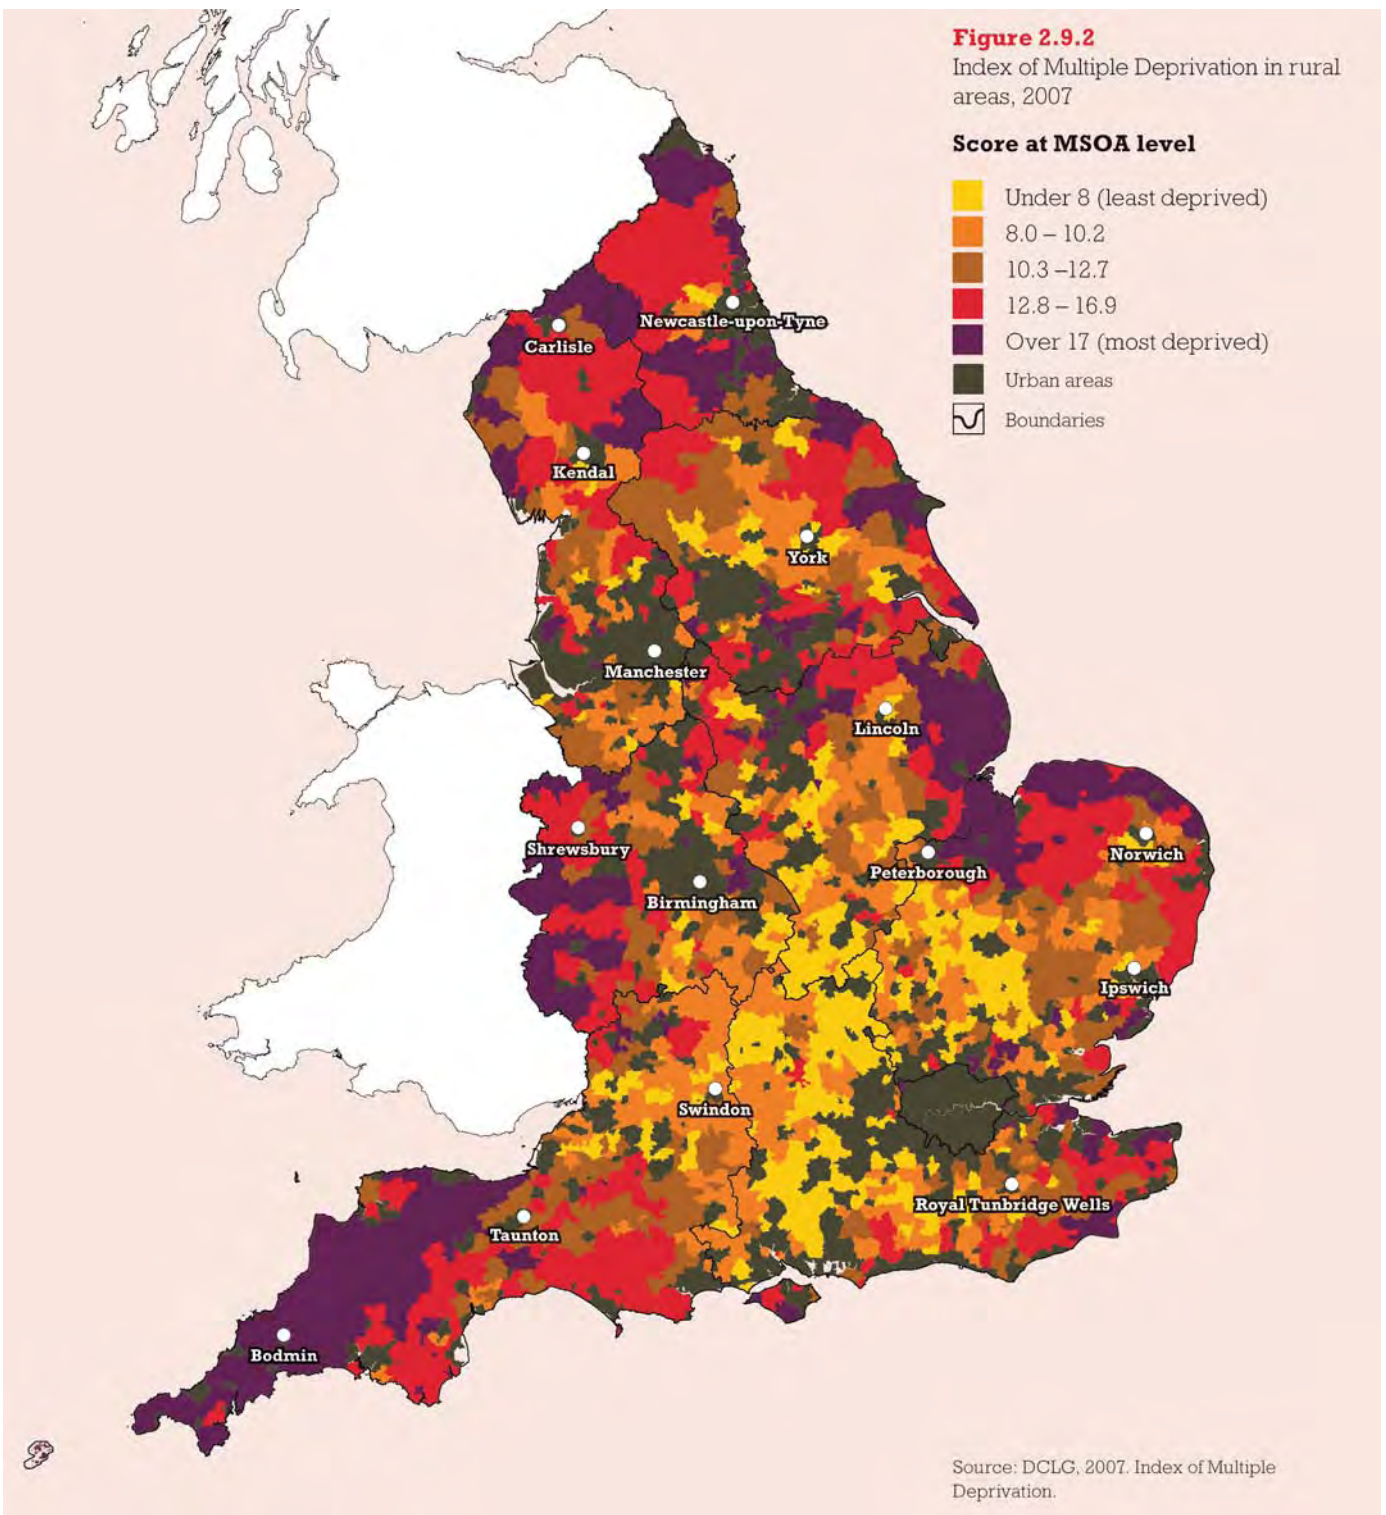 Figure 2.9.2
Index of Multiple Deprivation in rural
areas, 2007
Score at MSOA level
Under 8 (least deprived)
8.0 – 10.2
10.3 –12.7
12.8 – 16.9
Over 17 (most deprived)
Urban areas
Boundaries
Newcastle-upon-Tyne
Carlisle
Kendal
York
Manchester
Lincoln
Shrewsbury
Norwich
Peterborough
Birmingham
Ipswich
Swindon
Royal Tunbridge Wells
Taunton
Bodmin
Source: DCLG, 2007. Index of Multiple
Deprivation.